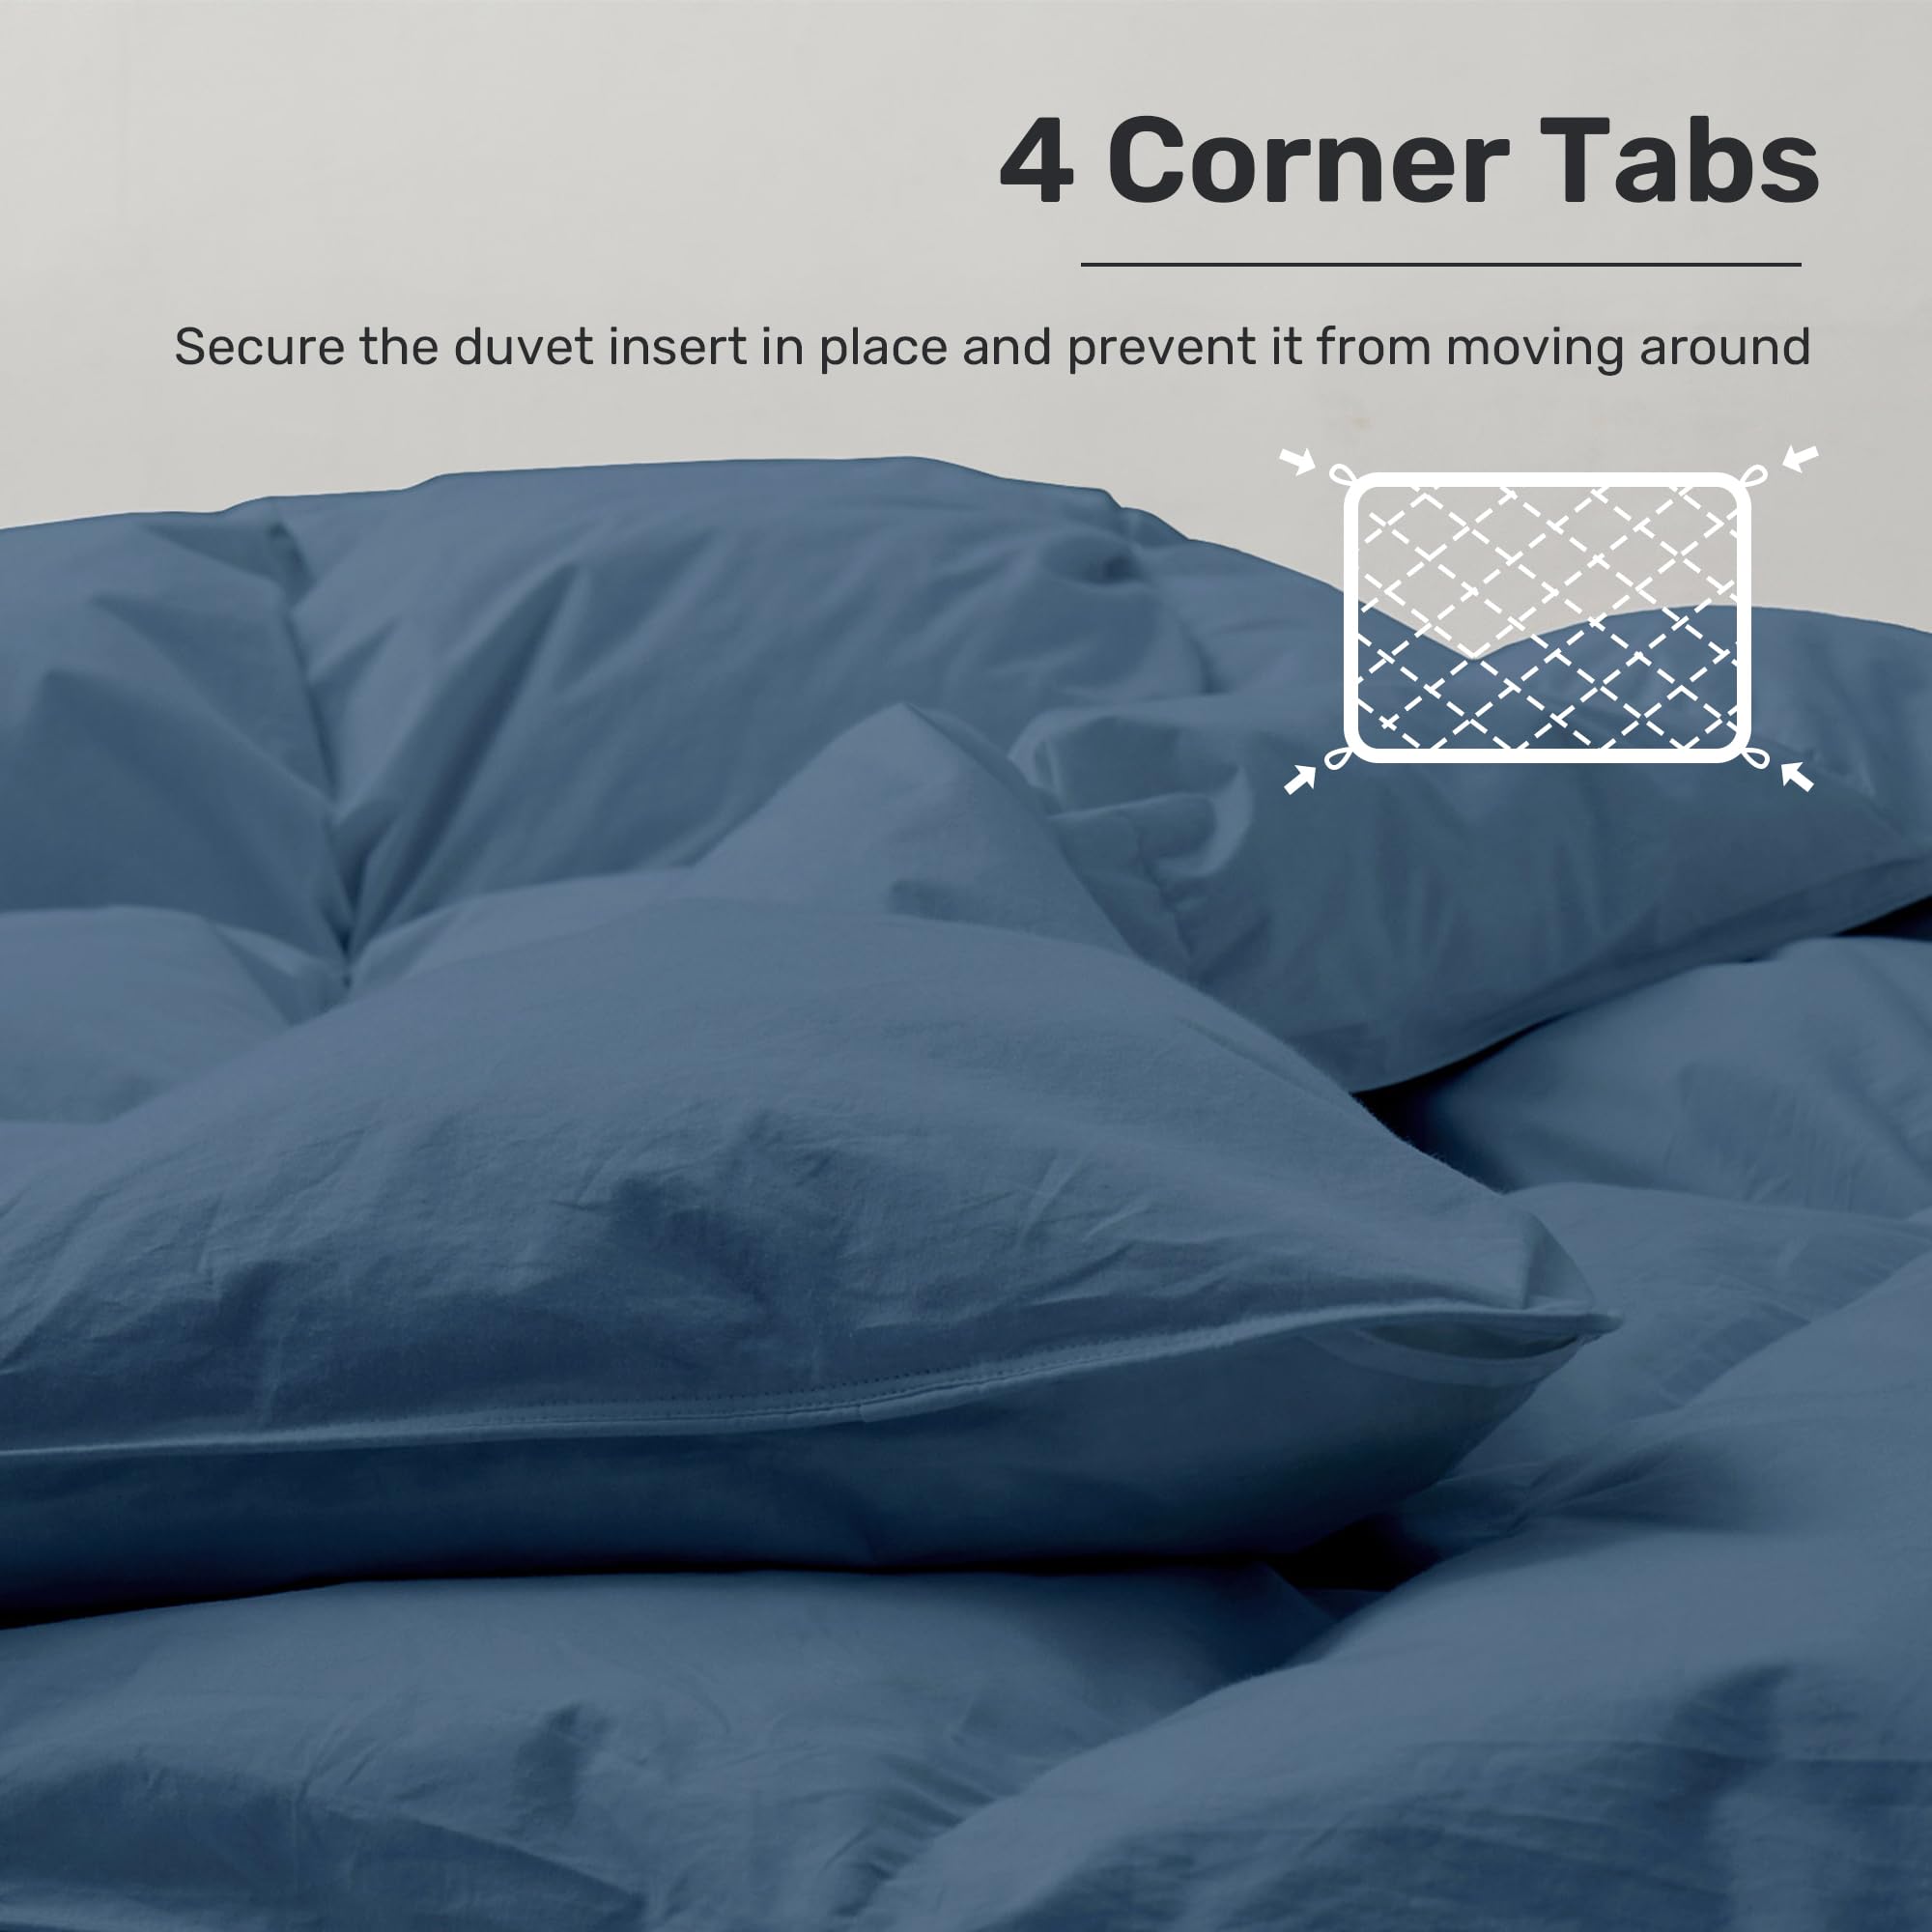 4 Corner Tabs
Secure the duvet insert in place and prevent it from moving around